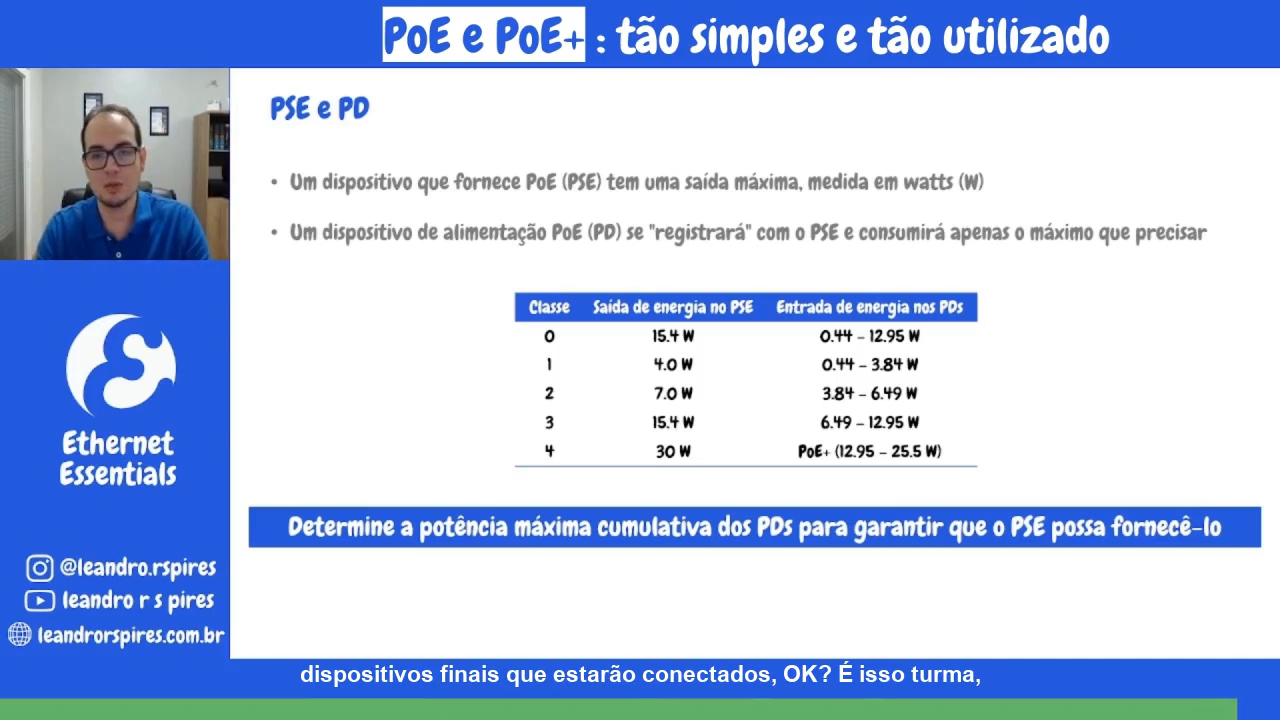 PoE e PoE+ : tão simples e tão utilizado
PSE e PD
• Um dispositivo que fornece PoE (PSE) tem uma saída máxima, medida em watts (W)
• Um dispositivo de alimentação PoE (PD) se "registrará" com o PSE e consumirá apenas o máximo que precisar
Classe Saída de energia no PSE Entrada de energia nos PDs
0 15.4 W 0.44 – 12.95 W
1 4.0 W 0.44 – 3.84 W
2 7.0 W 3.84 – 6.49 W
3 15.4 W 6.49 – 12.95 W
4 30 W PoE+ (12.95 – 25.5 W)
Determine a potência máxima cumulativa dos PDs para garantir que o PSE possa fornecê-lo
Ethernet
Essentials
@leandro.rspires
leandro r s pires
leandrorspires.com.br
dispositivos finais que estarão conectados, OK? É isso turma,